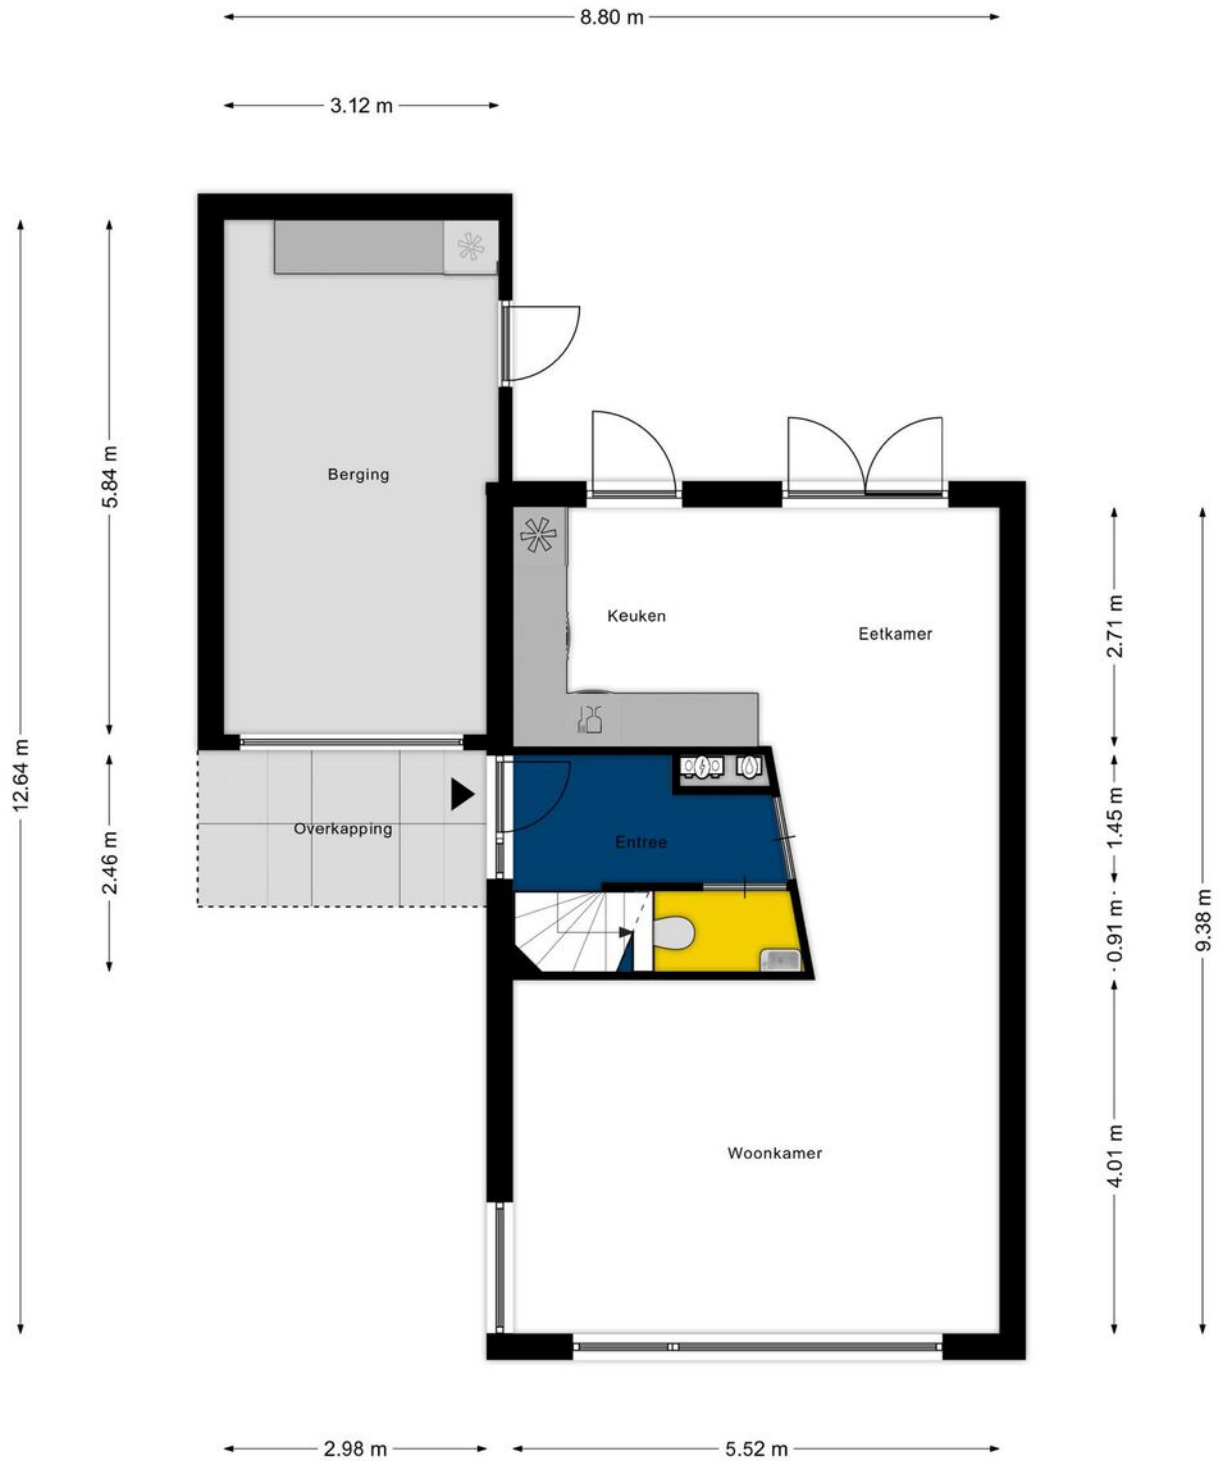 8.80 m
3.12 m
Berging
5.84 m
Keuken
Eetkamer
2.71 m
12.64 m
Overkapping
Entree
2.46 m
1.45 m
0.91 m
9.38 m
Woonkamer
4.01 m
2.98 m
5.52 m